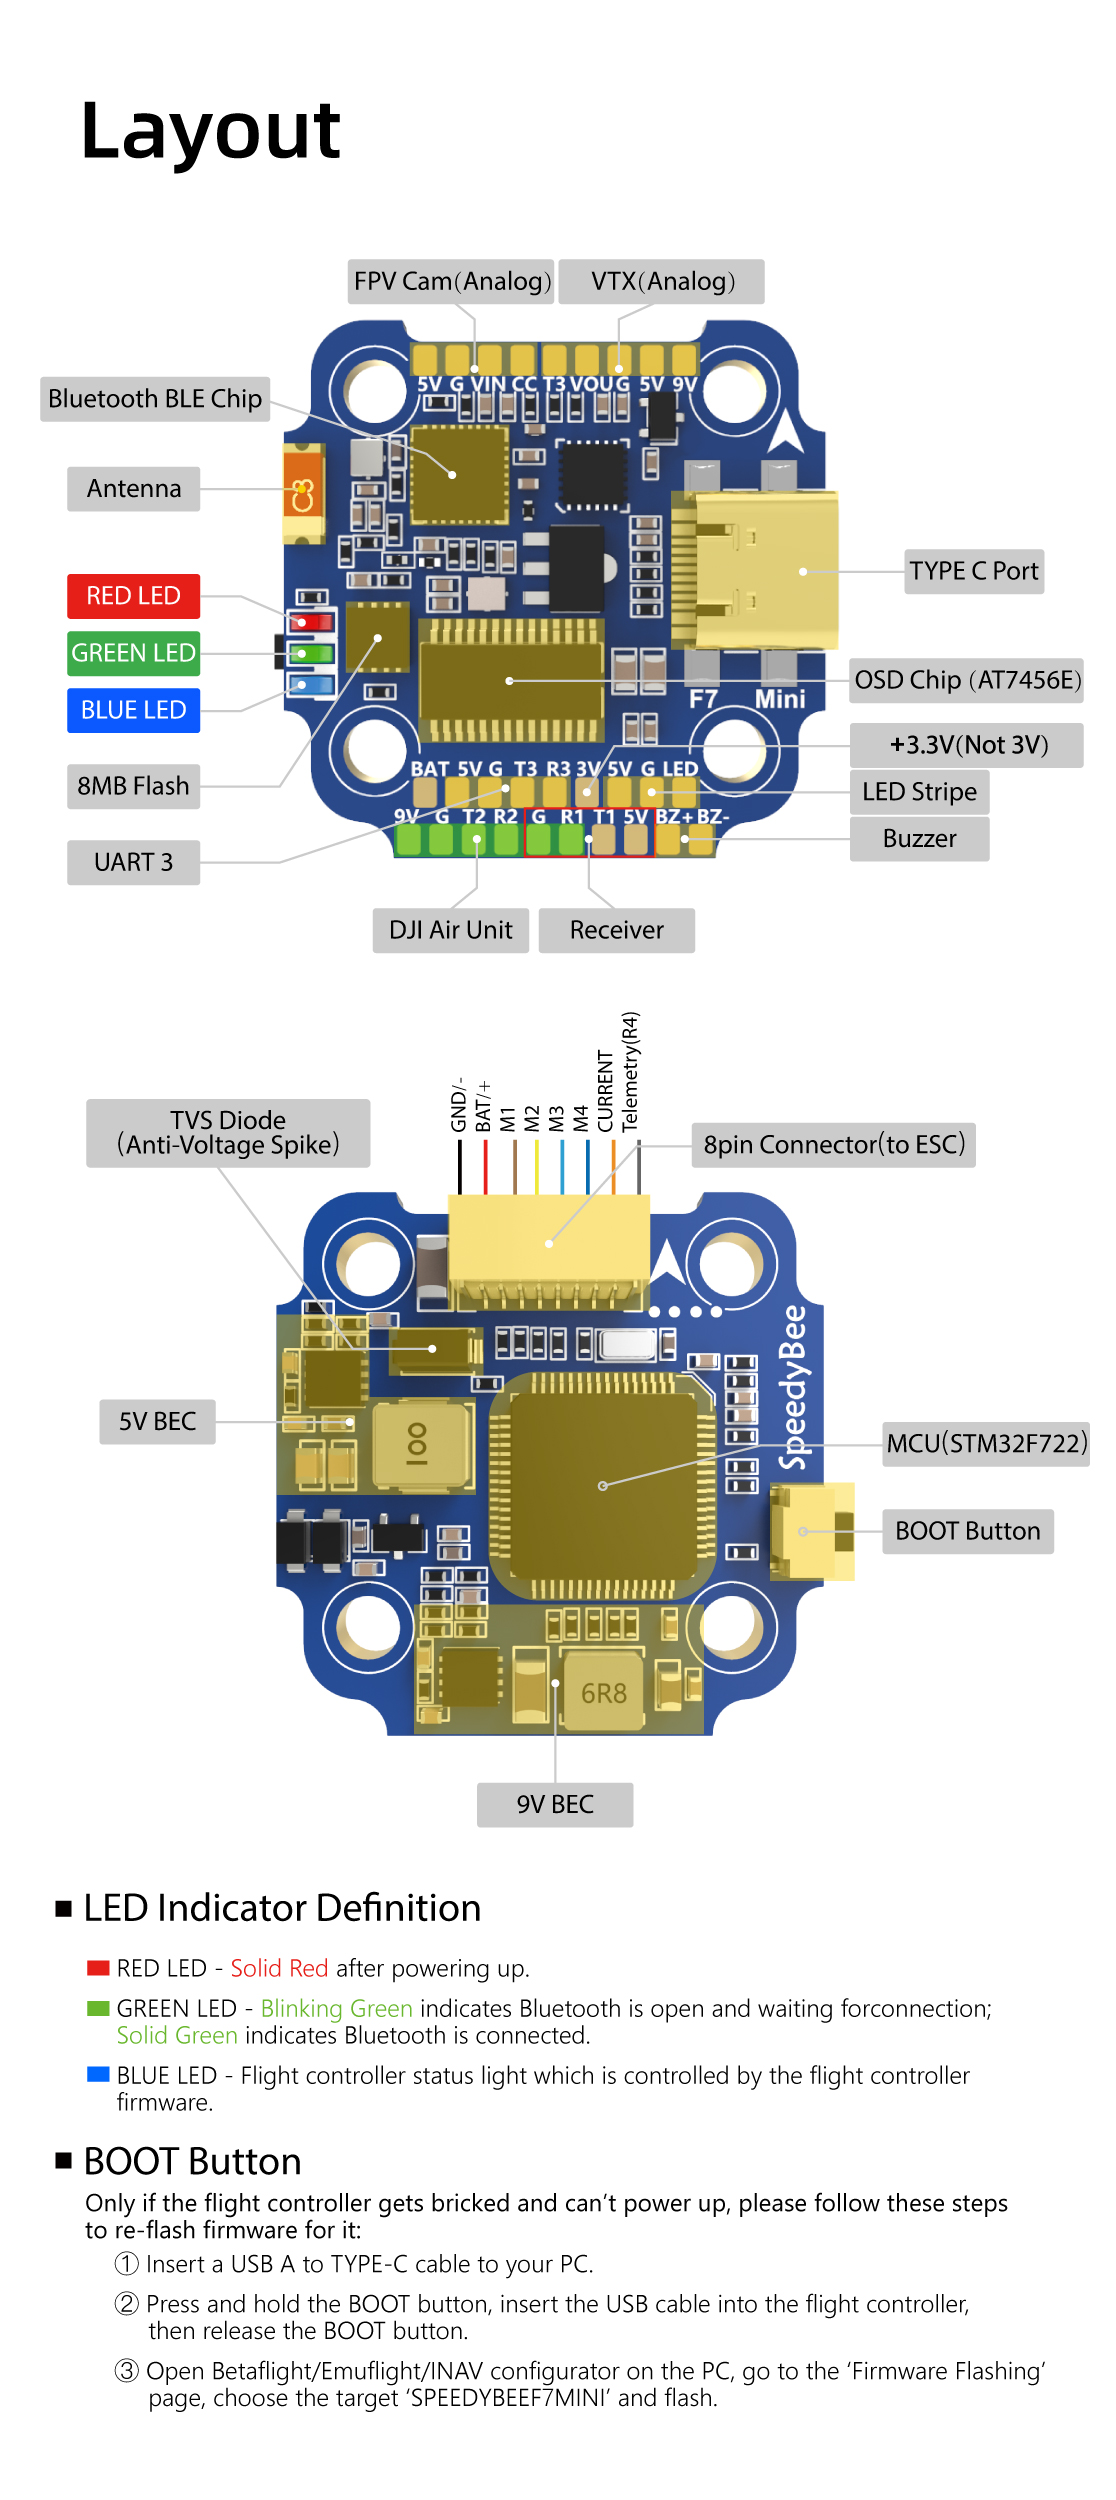 Layout
FPV Cam(Analog)
VTX(Analog)
5V G VIN CC T3 VOU G 5V 9V
Bluetooth BLE Chip
Antenna
C3
RED LED
GREEN LED
BLUE LED
8MB Flash
UART 3
TYPE C Port
OSD Chip (AT7456E)
F7 Mini
+3.3V(Not 3V)
LED Stripe
Buzzer
BAT 5V G T3 R3 3V 5V G LED
9V G T2 R2 G R1 T1 5V BZ+ BZ-
DJI Air Unit
Receiver
GND/-
BAT/+
M1
M2
M3
M4
CURRENT
Telemetry(R4)
TVS Diode
(Anti-Voltage Spike)
8pin Connector(to ESC)
SpeedyBee
5V BEC
100
MCU(STM32F722)
BOOT Button
6R8
9V BEC
■ LED Indicator Definition
RED LED - Solid Red after powering up.
GREEN LED - Blinking Green indicates Bluetooth is open and waiting forconnection;
Solid Green indicates Bluetooth is connected.
BLUE LED - Flight controller status light which is controlled by the flight controller
firmware.
■ BOOT Button
Only if the flight controller gets bricked and can't power up, please follow these steps
to re-flash firmware for it:
① Insert a USB A to TYPE-C cable to your PC.
② Press and hold the BOOT button, insert the USB cable into the flight controller,
then release the BOOT button.
③ Open Betaflight/Emuflight/INAV configurator on the PC, go to the ‘Firmware Flashing’
page, choose the target ‘SPEEDYBEEF7MINI’ and flash.